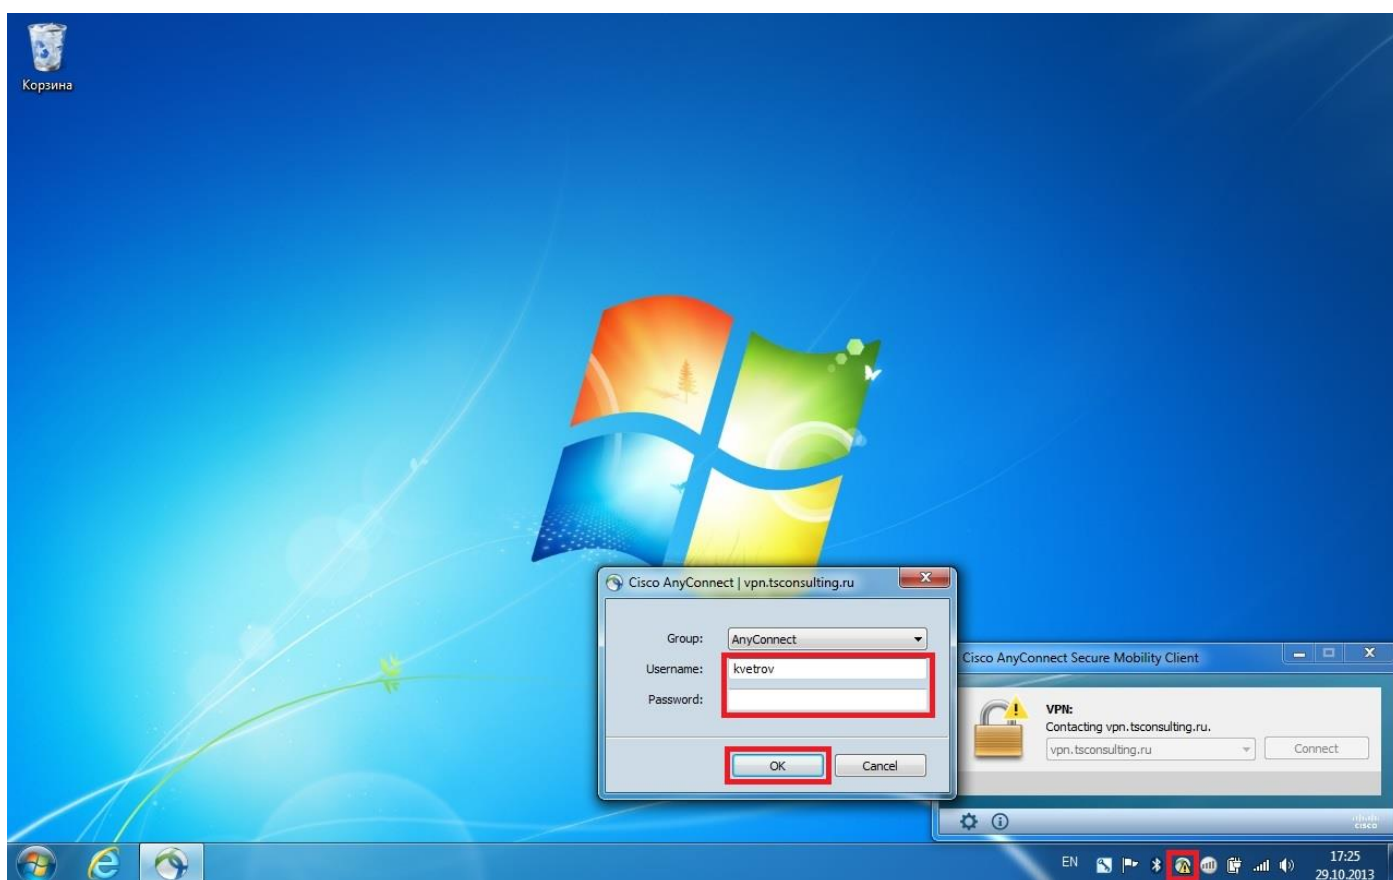 Корзина
Cisco AnyConnect | vpn.tsconsulting.ru
Group: AnyConnect
Username: kvetrov
Password:
OK Cancel
Cisco AnyConnect Secure Mobility Client
VPN:
Contacting vpn.tsconsulting.ru.
vpn.tsconsulting.ru Connect
cisco
EN 17:25
29.10.2013